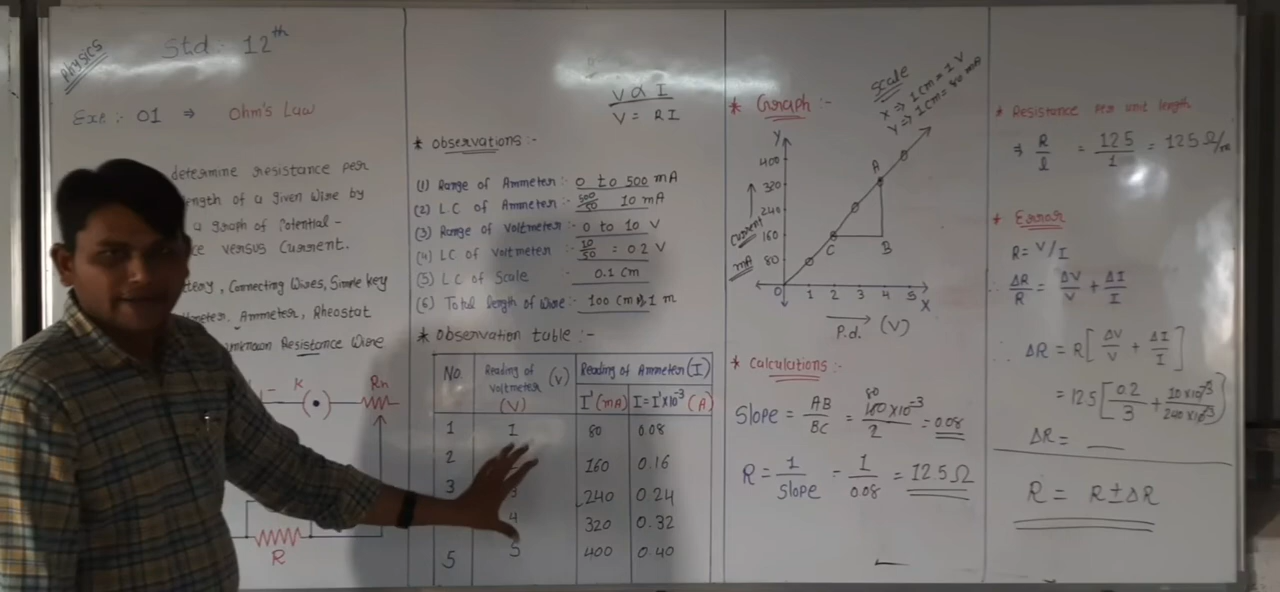 Physics
Std :- 12th
Exe :- 01 ⇒ Ohm's Law
determine resistance per
length of a given wire by
a graph of Potential -
versus Current.
, Connecting Wires, Simple key
Ammeter, Rheostat
unknown Resistance Wire
K
Rh
R
V ∝ I
V = RI
* Observations :-
(1) Range of Ammeter :- 0 to 500 mA
(2) L.C of Ammeter :- 500/50 10 mA
(3) Range of Voltmeter :- 0 to 10 V
(4) LC of Voltmeter :- 10/50 = 0.2 V
(5) LC of Scale :- 0.1 Cm
(6) Total length of Wire :- 100 Cm 1 m
* Observation table :-
No. Reading of Voltmeter (V) (V) Reading of Ammeter (I)
I' (mA) I=I'×10⁻³ (A)
1 1 80 0.08
2 160 0.16
3 3 240 0.24
4 320 0.32
5 5 400 0.40
* Graph :-
Scale
X ⇒ 1 Cm = 1 V
Y ⇒ 1 Cm = 80 mA
Y
400
320
240
160
80
0 1 2 3 4 5 X
A
B
C
Current
mA
P.d. (V)
* Calculations :-
Slope = AB/BC = 80 ×10⁻³/2 = 0.08
R = 1/Slope = 1/0.08 = 12.5 Ω
* Resistance per unit length
⇒ R/l = 12.5/1 = 12.5 Ω/m
* Error
R = V/I
∴ ΔR/R = ΔV/V + ΔI/I
∴ ΔR = R[ΔV/V + ΔI/I]
= 12.5 [0.2/3 + 10×10⁻³/240×10⁻³]
ΔR = __
R = R ± ΔR